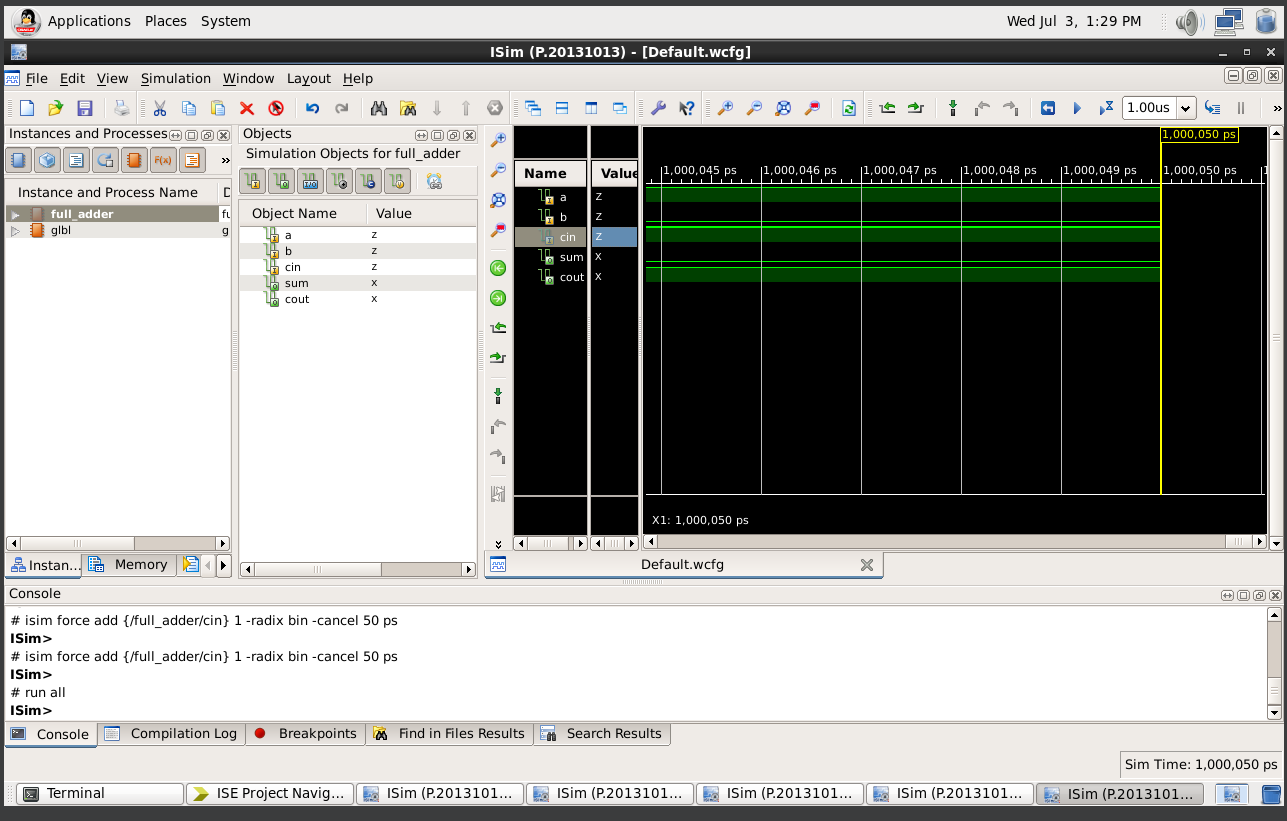 Applications Places System Wed Jul 3, 1:29 PM
ISim (P.20131013) - [Default.wcfg]
File Edit View Simulation Window Layout Help
1.00us »
Instances and Processes
»
Instance and Process Name D
full_adder fu
glbl g
Instan... Memory
Objects
Simulation Objects for full_adder
Object Name Value
a z
b z
cin z
sum x
cout x
Name Value
a z
b z
cin z
sum x
cout x
1,000,050 ps
1,000,045 ps 1,000,046 ps 1,000,047 ps 1,000,048 ps 1,000,049 ps 1,000,050 ps 1
X1: 1,000,050 ps
Default.wcfg
Console
# isim force add {/full_adder/cin} 1 -radix bin -cancel 50 ps
ISim>
# isim force add {/full_adder/cin} 1 -radix bin -cancel 50 ps
ISim>
# run all
ISim>
Console Compilation Log Breakpoints Find in Files Results Search Results
Sim Time: 1,000,050 ps
Terminal ISE Project Navig... ISim (P.2013101... ISim (P.2013101... ISim (P.2013101... ISim (P.2013101... ISim (P.2013101...